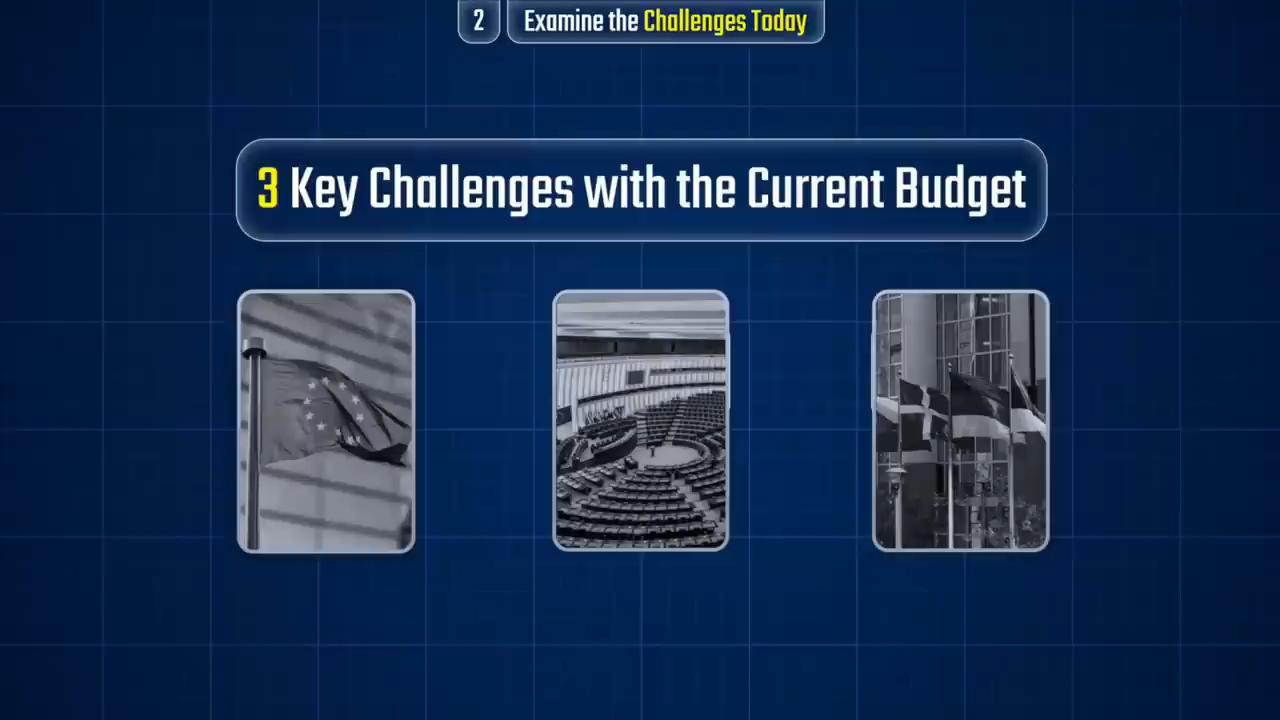 2
Examine the Challenges Today
3 Key Challenges with the Current Budget